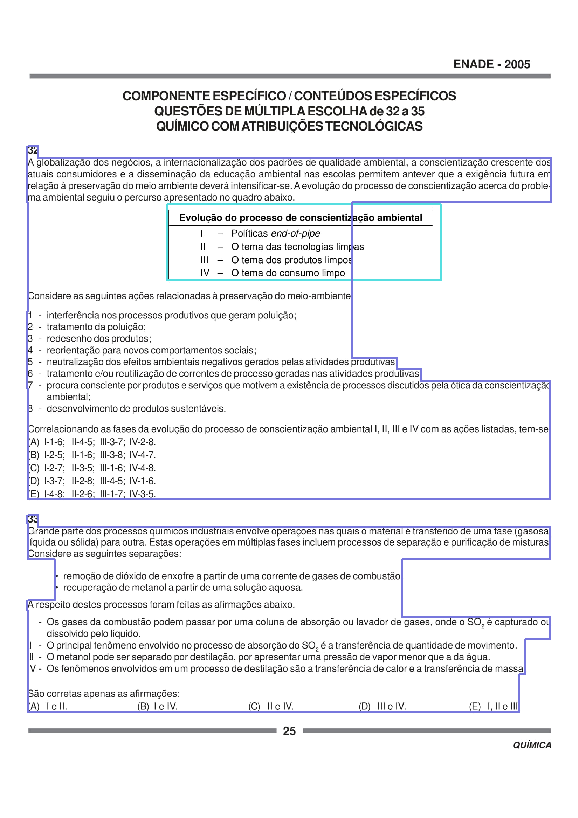 ENADE - 2005
COMPONENTE ESPECÍFICO / CONTEÚDOS ESPECÍFICOS
QUESTÕES DE MÚLTIPLA ESCOLHA de 32 a 35
QUÍMICO COM ATRIBUIÇÕES TECNOLÓGICAS
32
A globalização dos negócios, a internacionalização dos padrões de qualidade ambiental, a conscientização crescente dos
atuais consumidores e a disseminação da educação ambiental nas escolas permitem antever que a exigência futura em
relação à preservação do meio ambiente deverá intensificar-se. A evolução do processo de conscientização acerca do proble-
ma ambiental seguiu o percurso apresentado no quadro abaixo.
Evolução do processo de conscientização ambiental
I – Políticas end-of-pipe
II – O tema das tecnologias limpas
III – O tema dos produtos limpos
IV – O tema do consumo limpo
Considere as seguintes ações relacionadas à preservação do meio-ambiente
1 - interferência nos processos produtivos que geram poluição;
2 - tratamento da poluição;
3 - redesenho dos produtos;
4 - reorientação para novos comportamentos sociais;
5 - neutralização dos efeitos ambientais negativos gerados pelas atividades produtivas
6 - tratamento e/ou reutilização de correntes de processo geradas nas atividades produtivas
7 - procura consciente por produtos e serviços que motivem a existência de processos discutidos pela ótica da conscientização
ambiental;
8 - desenvolvimento de produtos sustentáveis.
Correlacionando as fases da evolução do processo de conscientização ambiental I, II, III e IV com as ações listadas, tem-se
(A) I-1-6; II-4-5; III-3-7; IV-2-8.
(B) I-2-5; II-1-6; III-3-8; IV-4-7.
(C) I-2-7; II-3-5; III-1-6; IV-4-8.
(D) I-3-7; II-2-8; III-4-5; IV-1-6.
(E) I-4-8; II-2-6; III-1-7; IV-3-5.
33
Grande parte dos processos químicos industriais envolve operações nas quais o material é transferido de uma fase (gasosa
líquida ou sólida) para outra. Estas operações em múltiplas fases incluem processos de separação e purificação de misturas
Considere as seguintes separações:
• remoção de dióxido de enxofre a partir de uma corrente de gases de combustão
• recuperação de metanol a partir de uma solução aquosa.
A respeito destes processos foram feitas as afirmações abaixo.
- Os gases da combustão podem passar por uma coluna de absorção ou lavador de gases, onde o SO₂ é capturado ou
dissolvido pelo líquido.
II - O principal fenômeno envolvido no processo de absorção do SO₂ é a transferência de quantidade de movimento.
III - O metanol pode ser separado por destilação, por apresentar uma pressão de vapor menor que a da água.
IV - Os fenômenos envolvidos em um processo de destilação são a transferência de calor e a transferência de massa
São corretas apenas as afirmações:
(A) I e II. (B) I e IV. (C) II e IV. (D) III e IV. (E) I, II e III
25
QUÍMICA